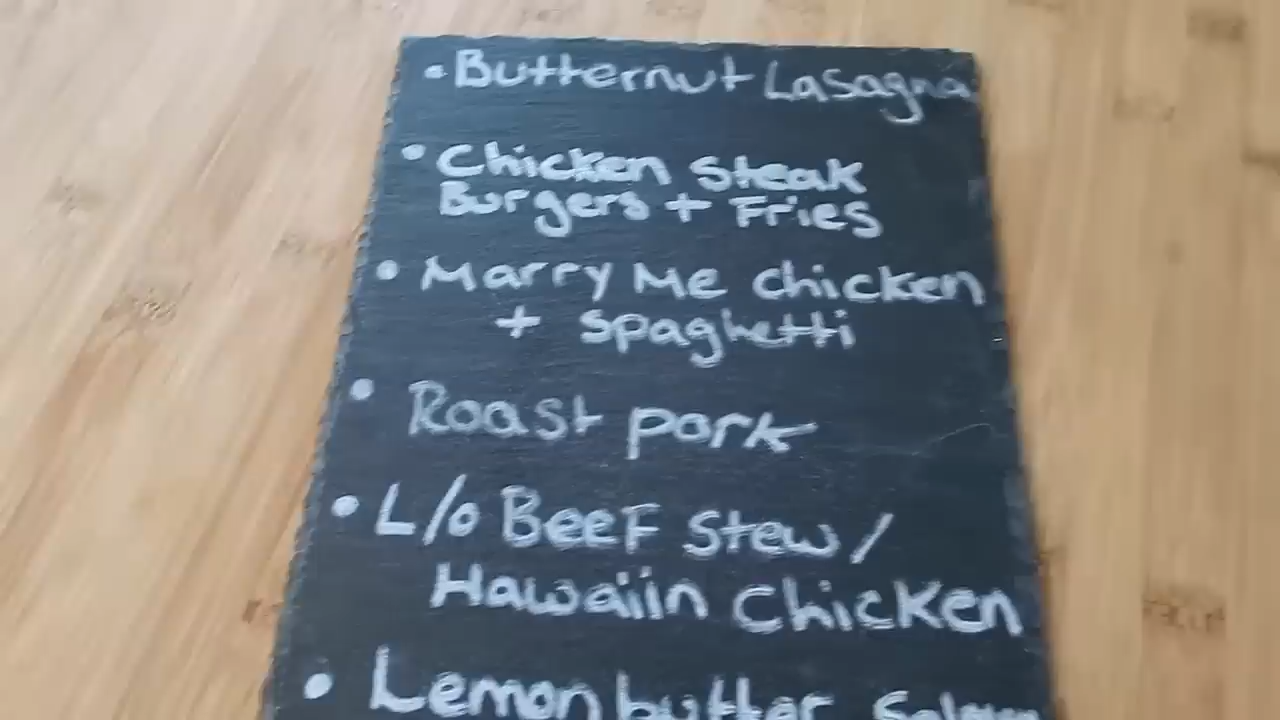 • Butternut Lasagna
• Chicken Steak
Burgers + Fries
• Marry Me Chicken
+ Spaghetti
• Roast pork
• L/o Beef Stew /
Hawaiin Chicken
• Lemon butter